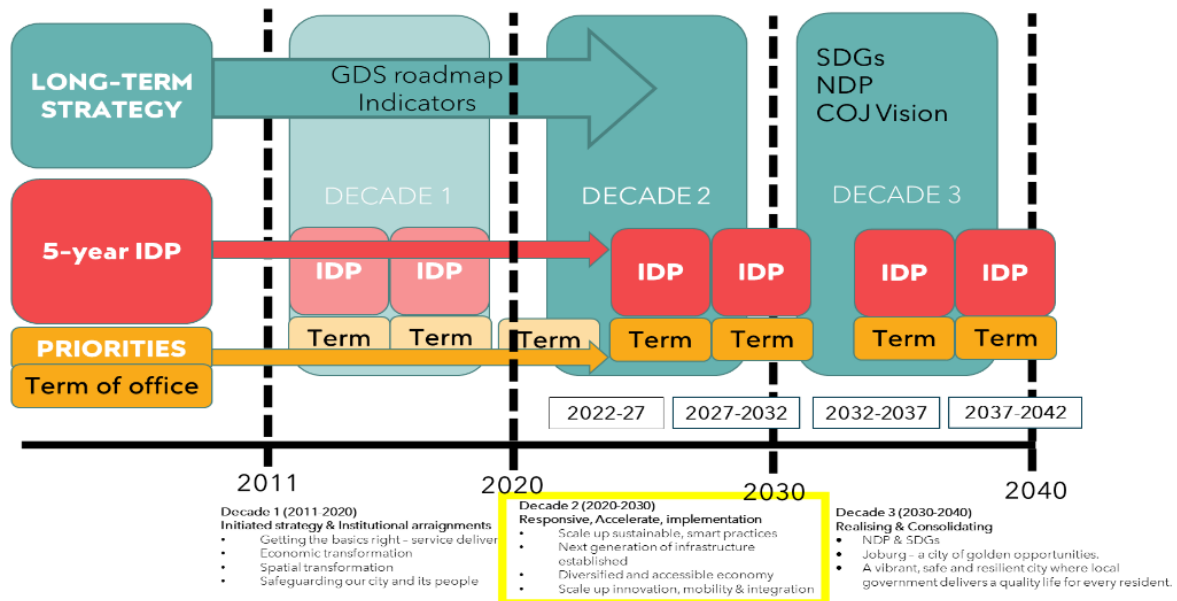 LONG-TERM
STRATEGY
GDS roadmap
Indicators
SDGs
NDP
COJ Vision
DECADE 1
DECADE 2
DECADE 3
5-year IDP
IDP
IDP
IDP
IDP
IDP
IDP
PRIORITIES
Term of office
Term
Term
Term
Term
Term
Term
Term
2022-27
2027-2032
2032-2037
2037-2042
2011
2020
2030
2040
Decade 1 (2011-2020)
Initiated strategy & Institutional arraignments
• Getting the basics right – service deliver
• Economic transformation
• Spatial transformation
• Safeguarding our city and its people
Decade 2 (2020-2030)
Responsive, Accelerate, implementation
• Scale up sustainable, smart practices
• Next generation of infrastructure
established
• Diversified and accessible economy
• Scale up innovation, mobility & integration
Decade 3 (2030-2040)
Realising & Consolidating
• NDP & SDGs
• Joburg – a city of golden opportunities.
• A vibrant, safe and resilient city where local
government delivers a quality life for every resident.